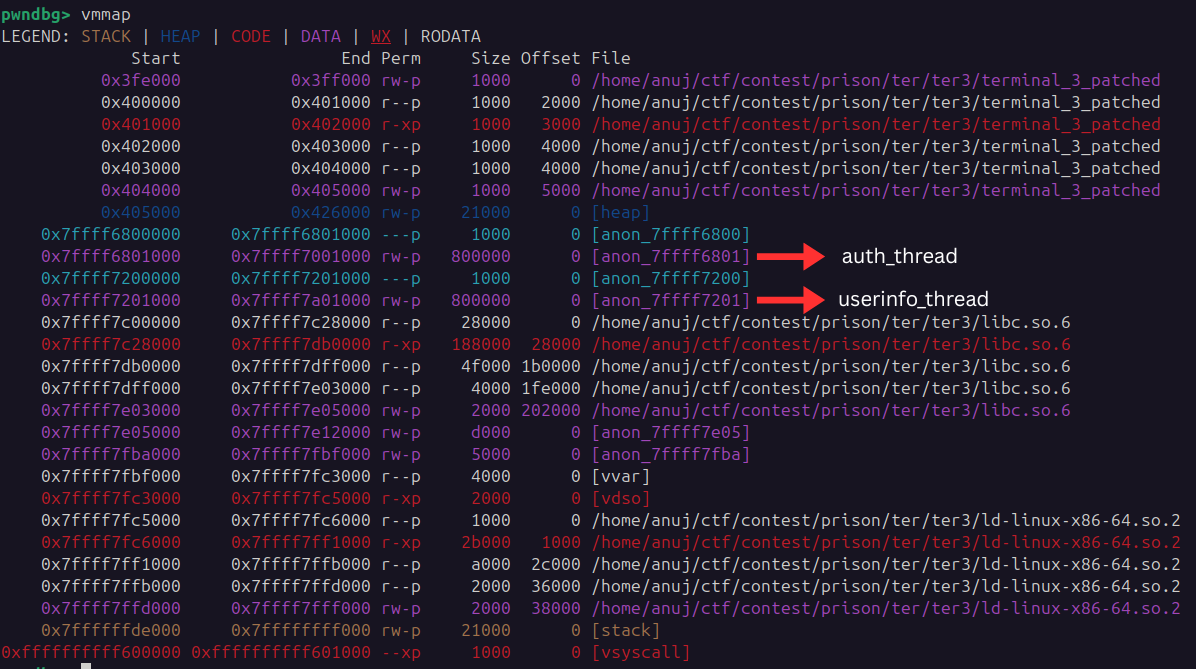 pwndbg> vmmap
LEGEND: STACK | HEAP | CODE | DATA | WX | RODATA
Start End Perm Size Offset File
0x3fe000 0x3ff000 rw-p 1000 0 /home/anuj/ctf/contest/prison/ter/ter3/terminal_3_patched
0x400000 0x401000 r--p 1000 2000 /home/anuj/ctf/contest/prison/ter/ter3/terminal_3_patched
0x401000 0x402000 r-xp 1000 3000 /home/anuj/ctf/contest/prison/ter/ter3/terminal_3_patched
0x402000 0x403000 r--p 1000 4000 /home/anuj/ctf/contest/prison/ter/ter3/terminal_3_patched
0x403000 0x404000 r--p 1000 4000 /home/anuj/ctf/contest/prison/ter/ter3/terminal_3_patched
0x404000 0x405000 rw-p 1000 5000 /home/anuj/ctf/contest/prison/ter/ter3/terminal_3_patched
0x405000 0x426000 rw-p 21000 0 [heap]
0x7ffff6800000 0x7ffff6801000 ---p 1000 0 [anon_7ffff6800]
0x7ffff6801000 0x7ffff7001000 rw-p 800000 0 [anon_7ffff6801] auth_thread
0x7ffff7200000 0x7ffff7201000 ---p 1000 0 [anon_7ffff7200]
0x7ffff7201000 0x7ffff7a01000 rw-p 800000 0 [anon_7ffff7201] userinfo_thread
0x7ffff7c00000 0x7ffff7c28000 r--p 28000 0 /home/anuj/ctf/contest/prison/ter/ter3/libc.so.6
0x7ffff7c28000 0x7ffff7db0000 r-xp 188000 28000 /home/anuj/ctf/contest/prison/ter/ter3/libc.so.6
0x7ffff7db0000 0x7ffff7dff000 r--p 4f000 1b0000 /home/anuj/ctf/contest/prison/ter/ter3/libc.so.6
0x7ffff7dff000 0x7ffff7e03000 r--p 4000 1fe000 /home/anuj/ctf/contest/prison/ter/ter3/libc.so.6
0x7ffff7e03000 0x7ffff7e05000 rw-p 2000 202000 /home/anuj/ctf/contest/prison/ter/ter3/libc.so.6
0x7ffff7e05000 0x7ffff7e12000 rw-p d000 0 [anon_7ffff7e05]
0x7ffff7fba000 0x7ffff7fbf000 rw-p 5000 0 [anon_7ffff7fba]
0x7ffff7fbf000 0x7ffff7fc3000 r--p 4000 0 [vvar]
0x7ffff7fc3000 0x7ffff7fc5000 r-xp 2000 0 [vdso]
0x7ffff7fc5000 0x7ffff7fc6000 r--p 1000 0 /home/anuj/ctf/contest/prison/ter/ter3/ld-linux-x86-64.so.2
0x7ffff7fc6000 0x7ffff7ff1000 r-xp 2b000 1000 /home/anuj/ctf/contest/prison/ter/ter3/ld-linux-x86-64.so.2
0x7ffff7ff1000 0x7ffff7ffb000 r--p a000 2c000 /home/anuj/ctf/contest/prison/ter/ter3/ld-linux-x86-64.so.2
0x7ffff7ffb000 0x7ffff7ffd000 r--p 2000 36000 /home/anuj/ctf/contest/prison/ter/ter3/ld-linux-x86-64.so.2
0x7ffff7ffd000 0x7ffff7fff000 rw-p 2000 38000 /home/anuj/ctf/contest/prison/ter/ter3/ld-linux-x86-64.so.2
0x7ffffffde000 0x7ffffffff000 rw-p 21000 0 [stack]
0xffffffffff600000 0xffffffffff601000 --xp 1000 0 [vsyscall]